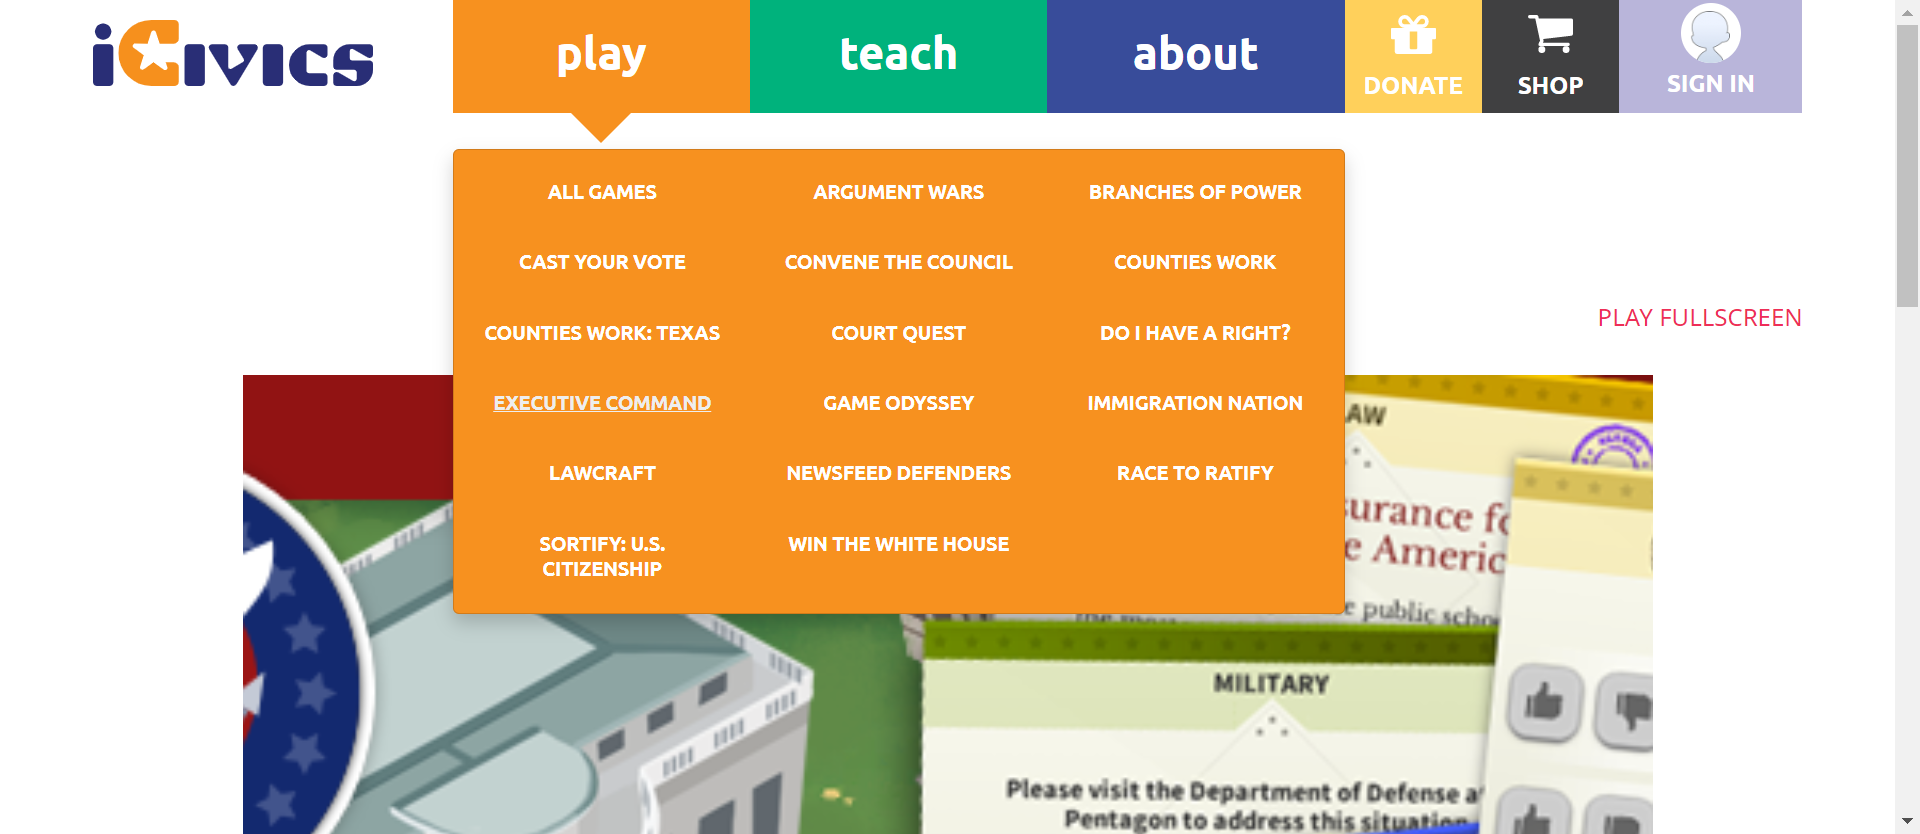 iCIVICS
play
teach
about
DONATE
SHOP
SIGN IN
ALL GAMES
ARGUMENT WARS
BRANCHES OF POWER
CAST YOUR VOTE
CONVENE THE COUNCIL
COUNTIES WORK
COUNTIES WORK: TEXAS
COURT QUEST
DO I HAVE A RIGHT?
EXECUTIVE COMMAND
GAME ODYSSEY
IMMIGRATION NATION
LAWCRAFT
NEWSFEED DEFENDERS
RACE TO RATIFY
SORTIFY: U.S.
CITIZENSHIP
WIN THE WHITE HOUSE
PLAY FULLSCREEN
AW
surance fo
e Americ
e public schoo
MILITARY
Please visit the Department of Defense a
Pentagon to address this situation